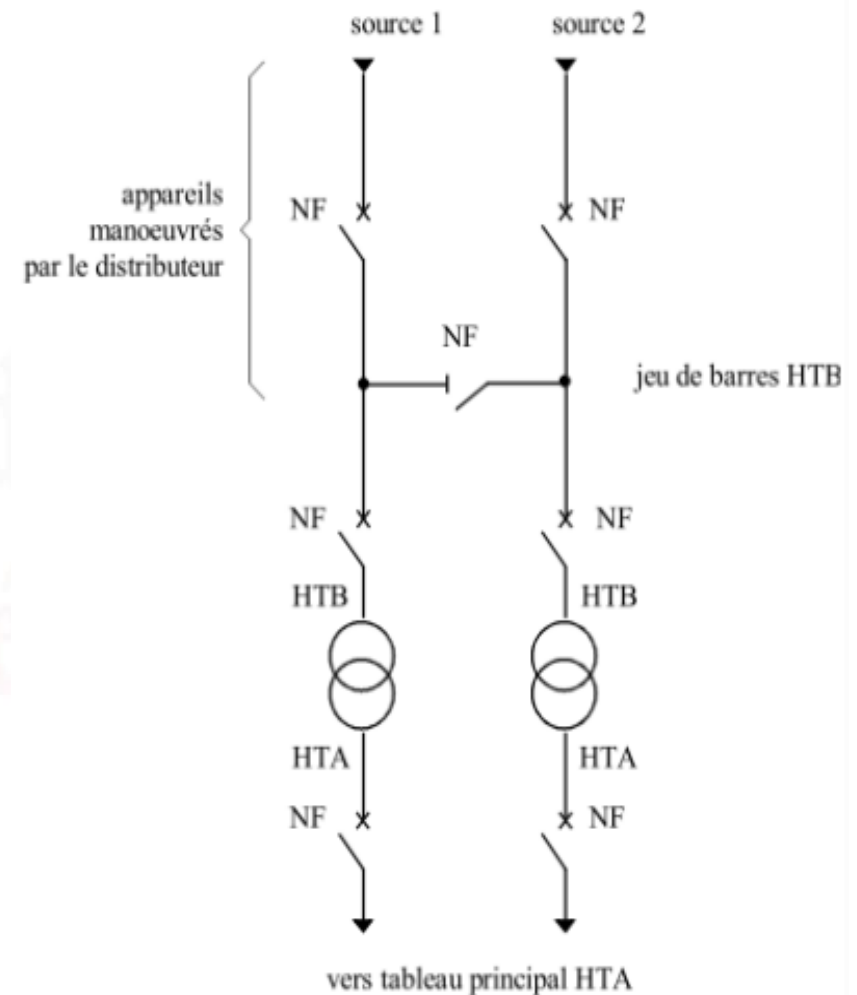 source 1
source 2
appareils
manoeuvrés
par le distributeur
NF
NF
NF
jeu de barres HTB
NF
NF
HTB
HTB
HTA
HTA
NF
NF
vers tableau principal HTA